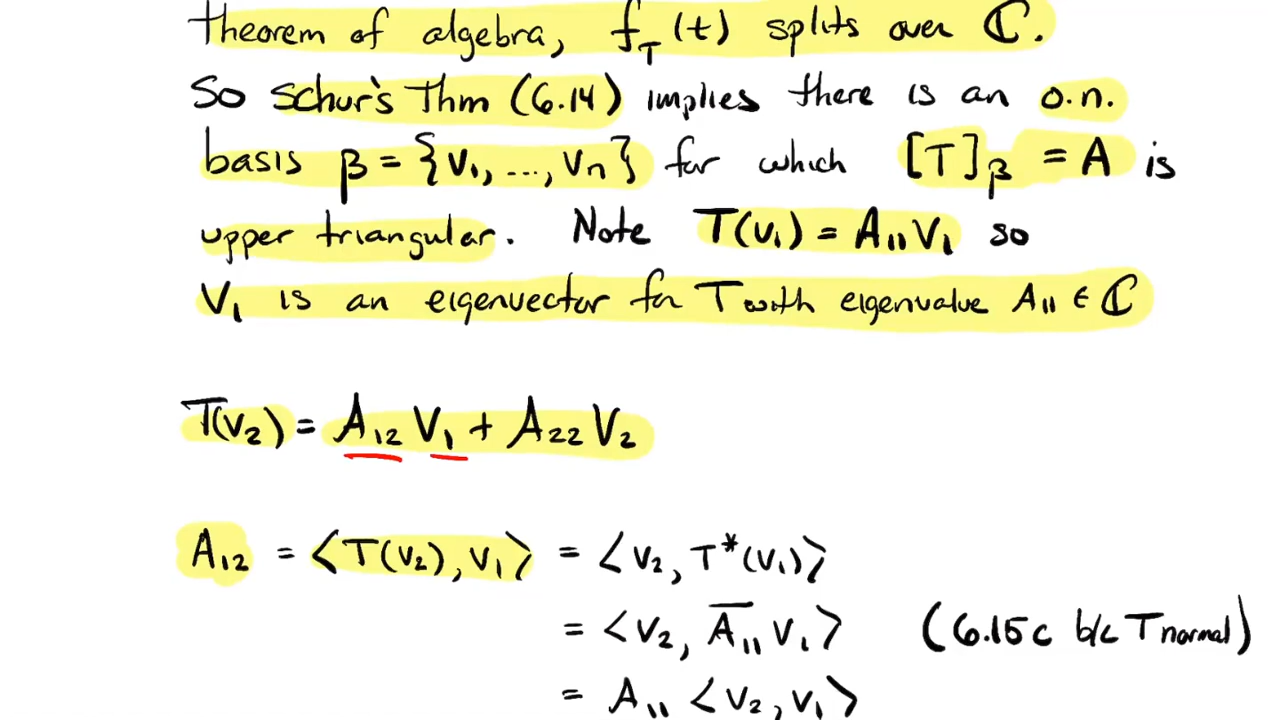 theorem of algebra, f_T(t) splits over ℂ.
So Schur's Thm (6.14) implies there is an o.n.
basis β = {v₁, ..., vₙ} for which [T]_β = A is
upper triangular. Note T(v₁) = A₁₁v₁ so
v₁ is an eigenvector for T with eigenvalue A₁₁ ∈ ℂ
T(v₂) = A₁₂v₁ + A₂₂v₂
A₁₂ = ⟨T(v₂), v₁⟩ = ⟨v₂, T*(v₁)⟩
= ⟨v₂, A̅₁₁v₁⟩ (6.15c b/c T normal)
= A₁₁⟨v₂, v₁⟩